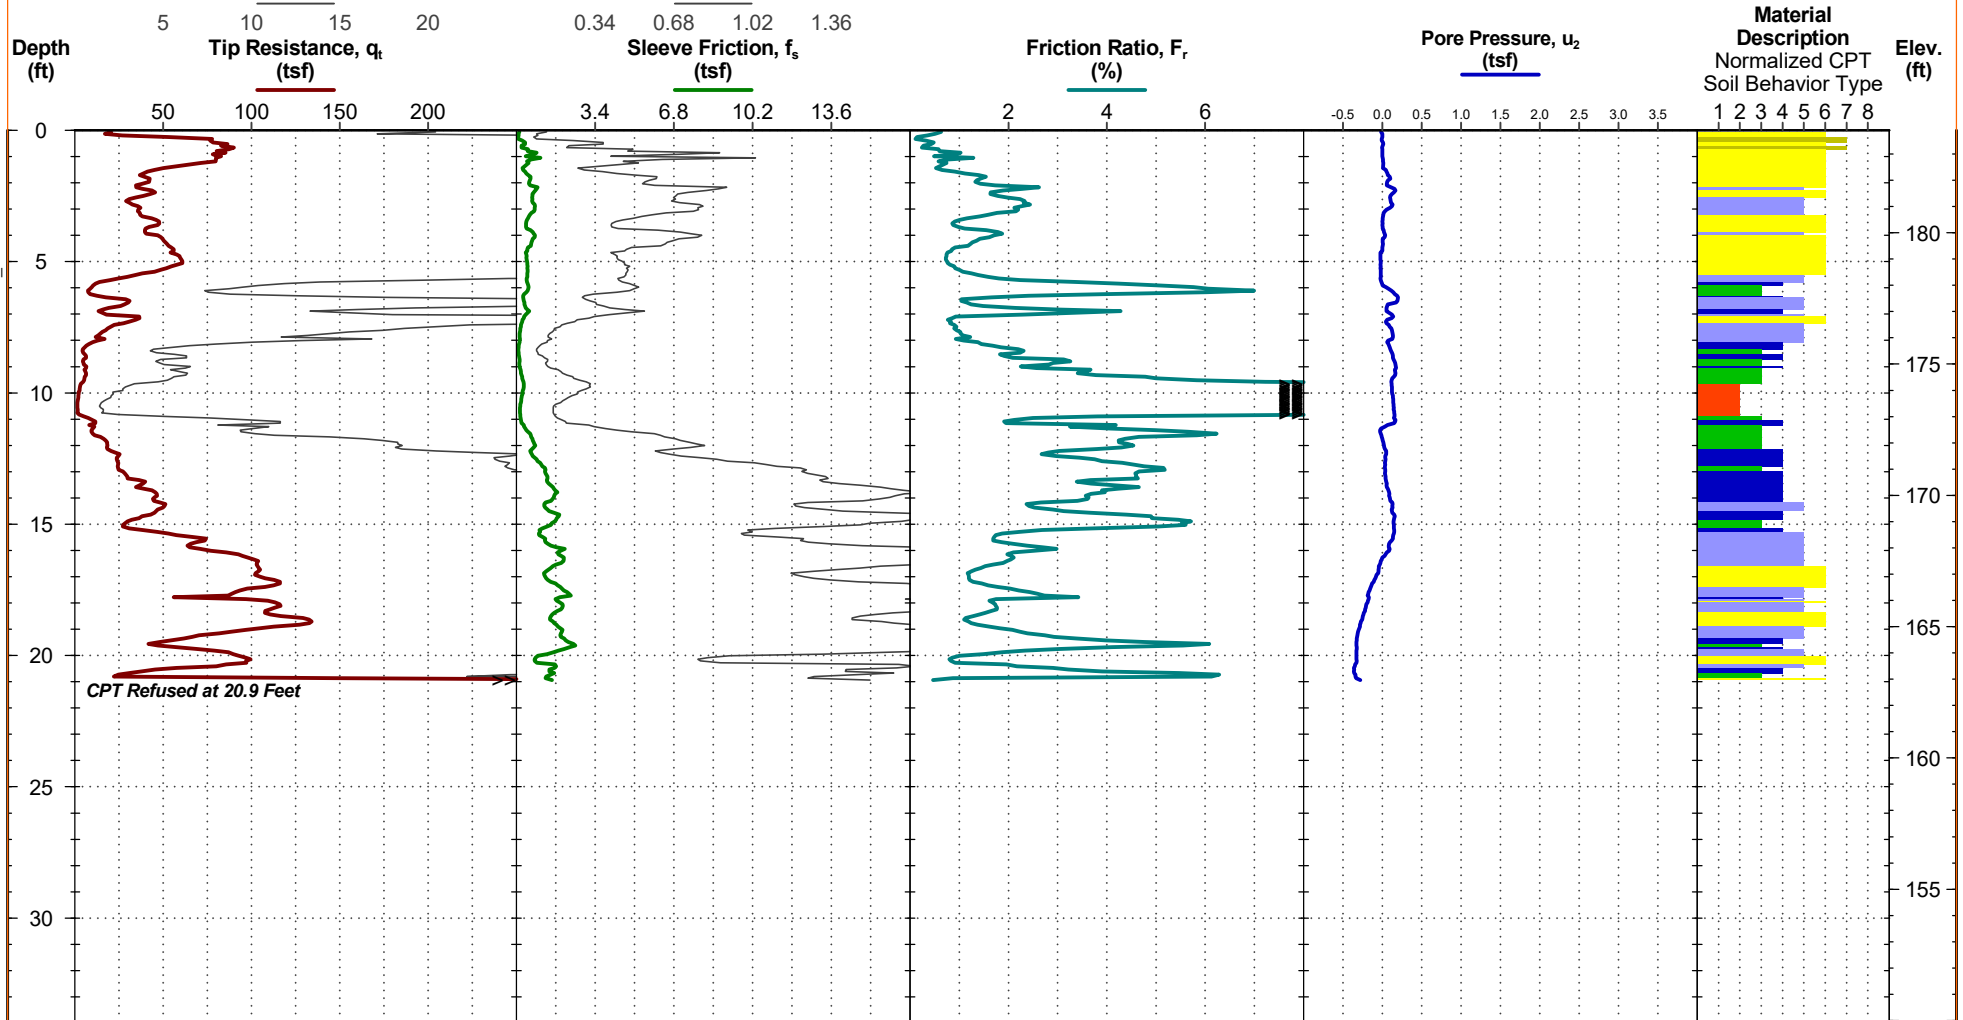 5 10 15 20 0.34 0.68 1.02 1.36
Depth
(ft)
Tip Resistance, qt
(tsf)
Sleeve Friction, fs
(tsf)
Friction Ratio, Fr
(%)
Pore Pressure, u2
(tsf)
Material
Description
Normalized CPT
Soil Behavior Type
Elev.
(ft)
50 100 150 200 3.4 6.8 10.2 13.6 2 4 6 -0.5 0.0 0.5 1.0 1.5 2.0 2.5 3.0 3.5 1 2 3 4 5 6 7 8
0
180
5
175
10
170
15
165
20
CPT Refused at 20.9 Feet
160
25
155
30